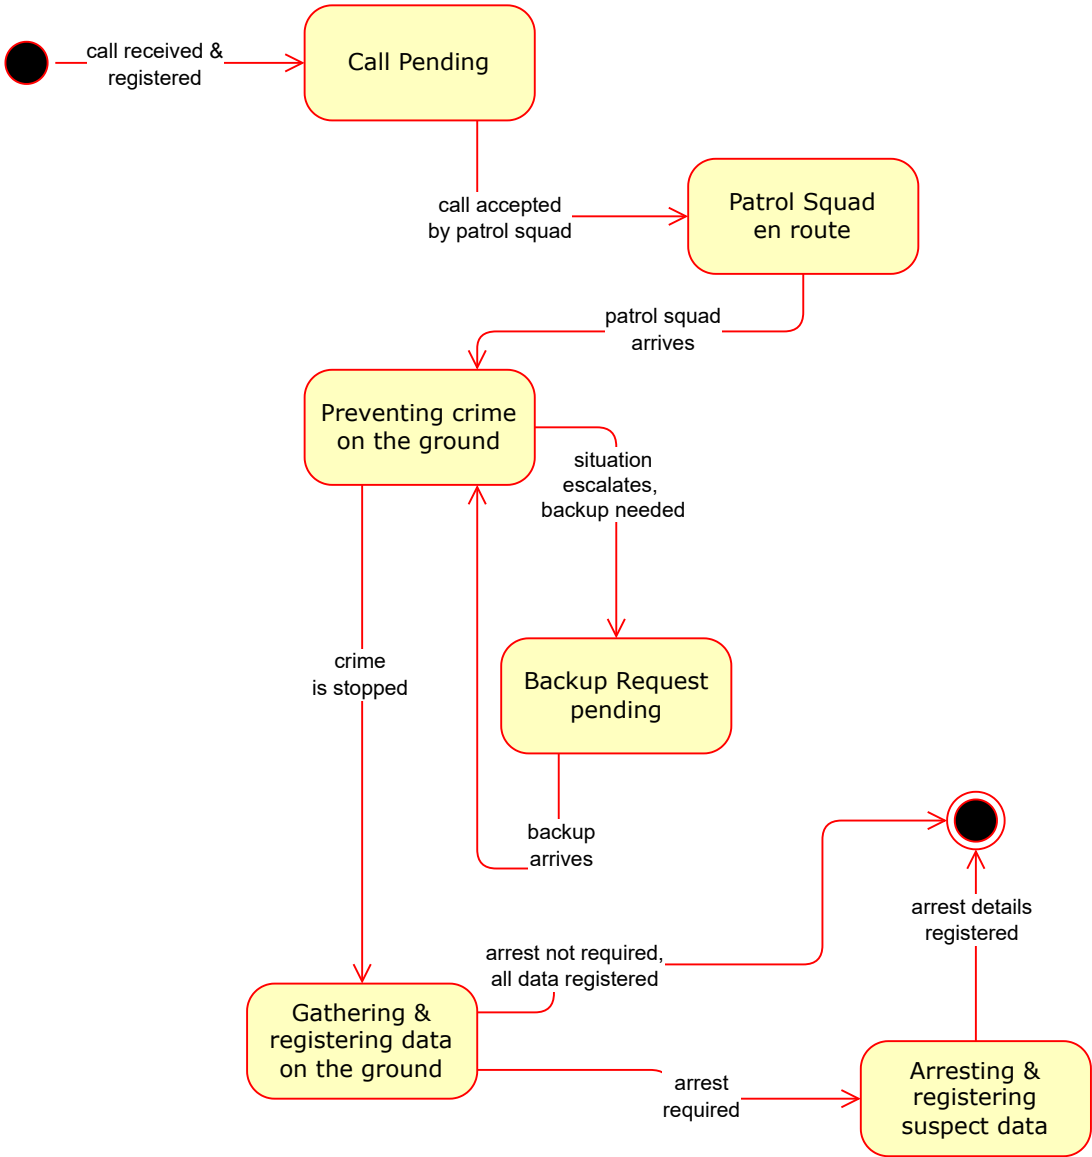 call received &
registered
Call Pending
call accepted
by patrol squad
Patrol Squad
en route
patrol squad
arrives
Preventing crime
on the ground
situation
escalates,
backup needed
crime
is stopped
Backup Request
pending
backup
arrives
arrest details
registered
arrest not required,
all data registered
Gathering &
registering data
on the ground
arrest
required
Arresting &
registering
suspect data